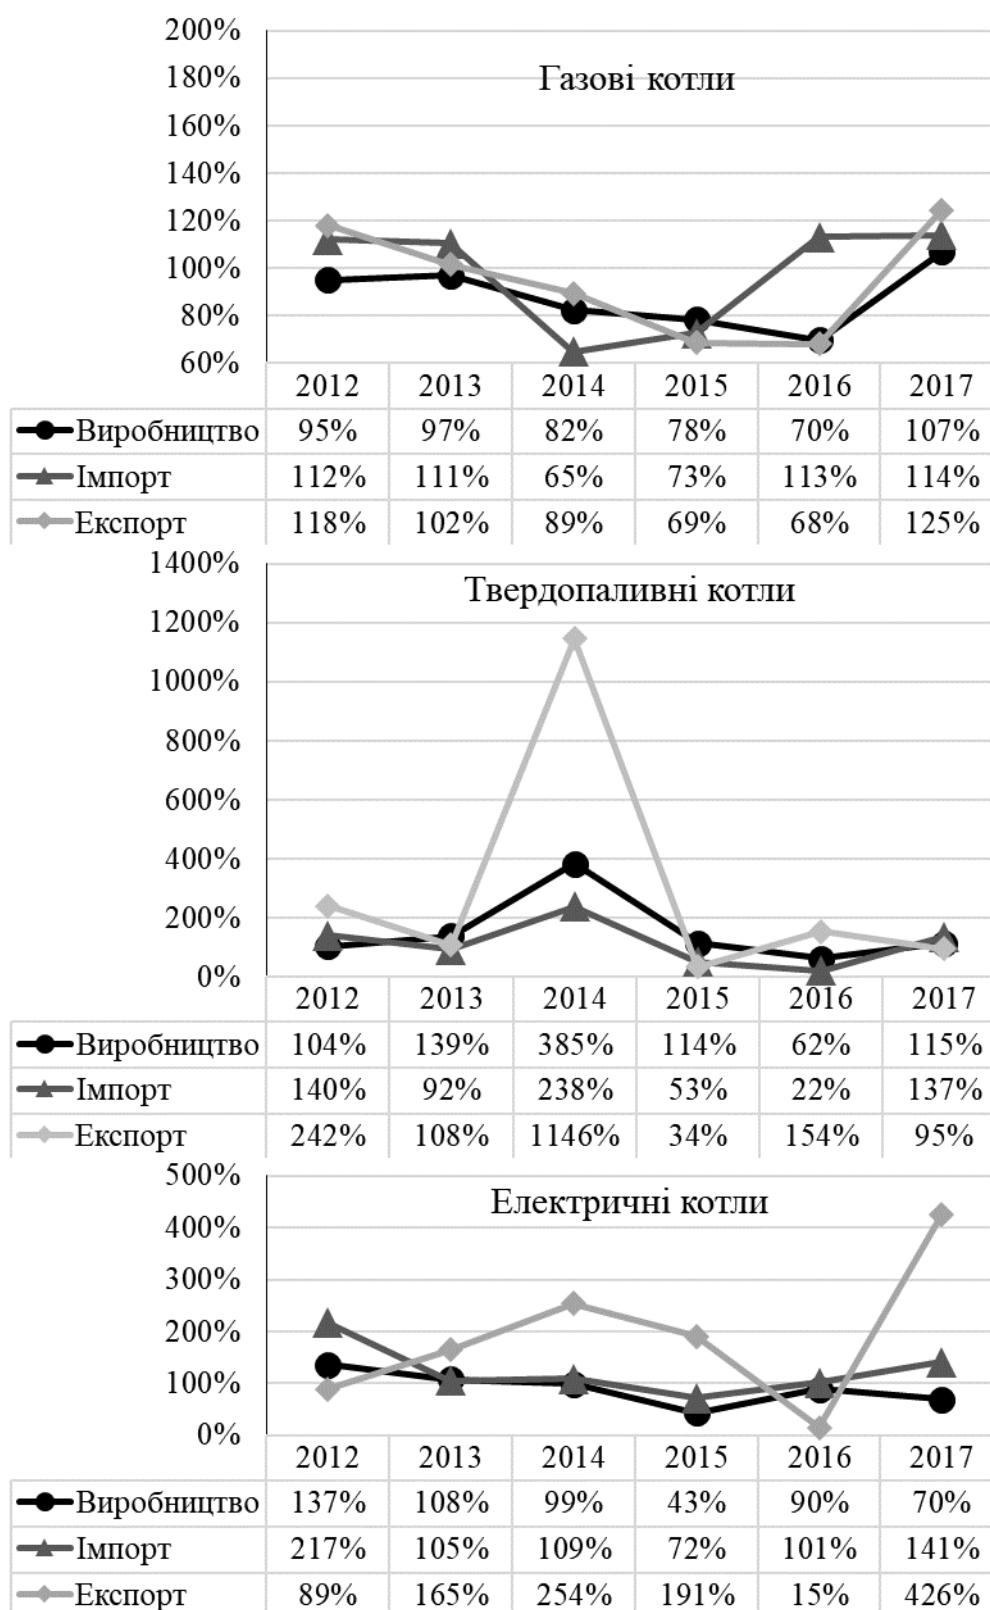 200%
Газові котли
180%
160%
140%
120%
100%
80%
60%
2012 2013 2014 2015 2016 2017
Виробництво 95% 97% 82% 78% 70% 107%
Імпорт 112% 111% 65% 73% 113% 114%
Експорт 118% 102% 89% 69% 68% 125%
1400%
Твердопаливні котли
1200%
1000%
800%
600%
400%
200%
0%
2012 2013 2014 2015 2016 2017
Виробництво 104% 139% 385% 114% 62% 115%
Імпорт 140% 92% 238% 53% 22% 137%
Експорт 242% 108% 1146% 34% 154% 95%
500%
Електричні котли
400%
300%
200%
100%
0%
2012 2013 2014 2015 2016 2017
Виробництво 137% 108% 99% 43% 90% 70%
Імпорт 217% 105% 109% 72% 101% 141%
Експорт 89% 165% 254% 191% 15% 426%